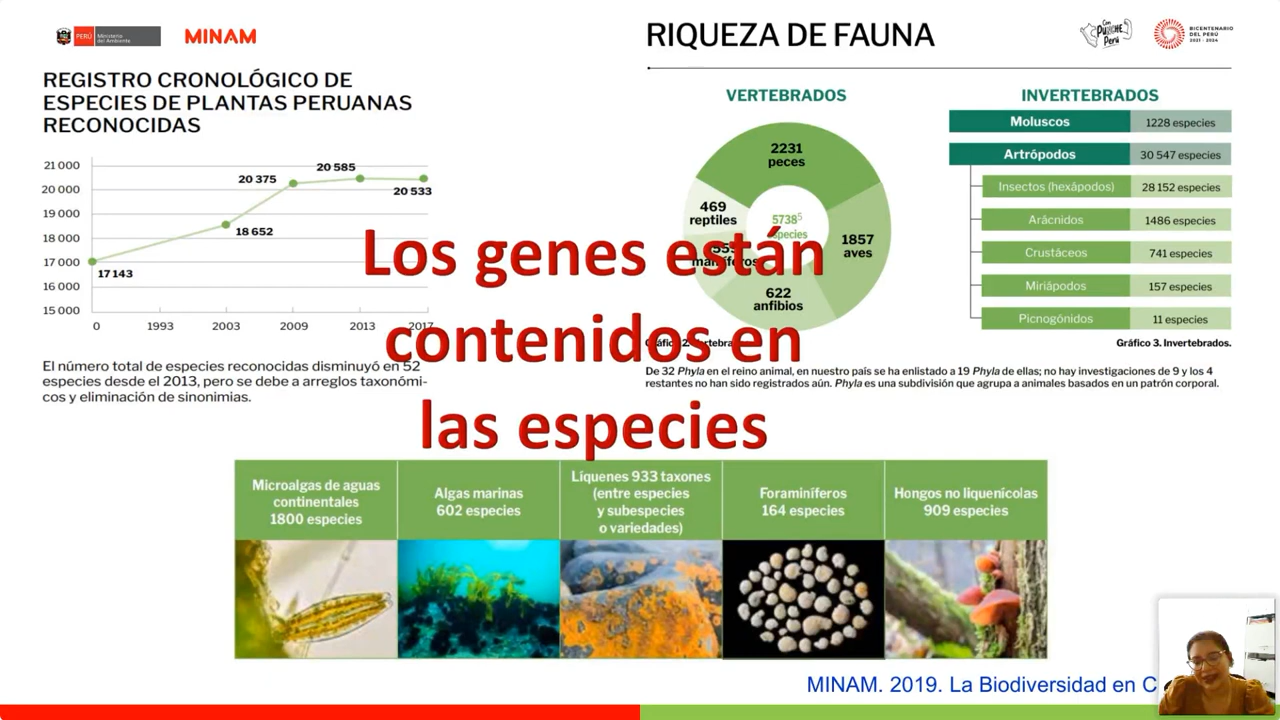 PERÚ
Ministerio
del Ambiente
MINAM
REGISTRO CRONOLÓGICO DE
ESPECIES DE PLANTAS PERUANAS
RECONOCIDAS
21 000
20 000
19 000
18 000
17 000
16 000
15 000
17 143
18 652
20 375
20 585
20 533
0
1993
2003
2009
2013
2017
El número total de especies reconocidas disminuyó en 52
especies desde el 2013, pero se debe a arreglos taxonómi-
cos y eliminación de sinonimias.
RIQUEZA DE FAUNA
Con
PUNCHE
Perú
BICENTENARIO
DEL PERÚ
2021 - 2024
VERTEBRADOS
2231
peces
469
reptiles
5738⁵
especies
1857
aves
mamíferos
622
anfibios
De 32 Phyla en el reino animal, en nuestro país se ha enlistado a 19 Phyla de ellas; no hay investigaciones de 9 y los 4
restantes no han sido registrados aún. Phyla es una subdivisión que agrupa a animales basados en un patrón corporal.
INVERTEBRADOS
Moluscos 1228 especies
Artrópodos 30 547 especies
Insectos (hexápodos) 28 152 especies
Arácnidos 1486 especies
Crustáceos 741 especies
Miriápodos 157 especies
Picnogónidos 11 especies
Gráfico 3. Invertebrados.
Los genes están
contenidos en
las especies
Microalgas de aguas
continentales
1800 especies
Algas marinas
602 especies
Líquenes 933 taxones
(entre especies
y subespecies
o variedades)
Foraminíferos
164 especies
Hongos no liquenícolas
909 especies
MINAM. 2019. La Biodiversidad en C